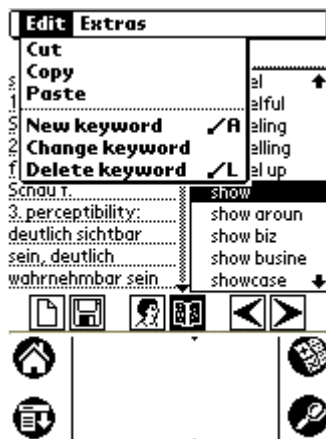 Edit Extras
Cut
Copy
Paste
New keyword /A
Change keyword
Delete keyword /L
Schau f.
3. perceptibility:
deutlich sichtbar
sein, deutlich
wahrnehmbar sein
el
elful
eling
elling
el up
show
show aroun
show biz
show busine
showcase